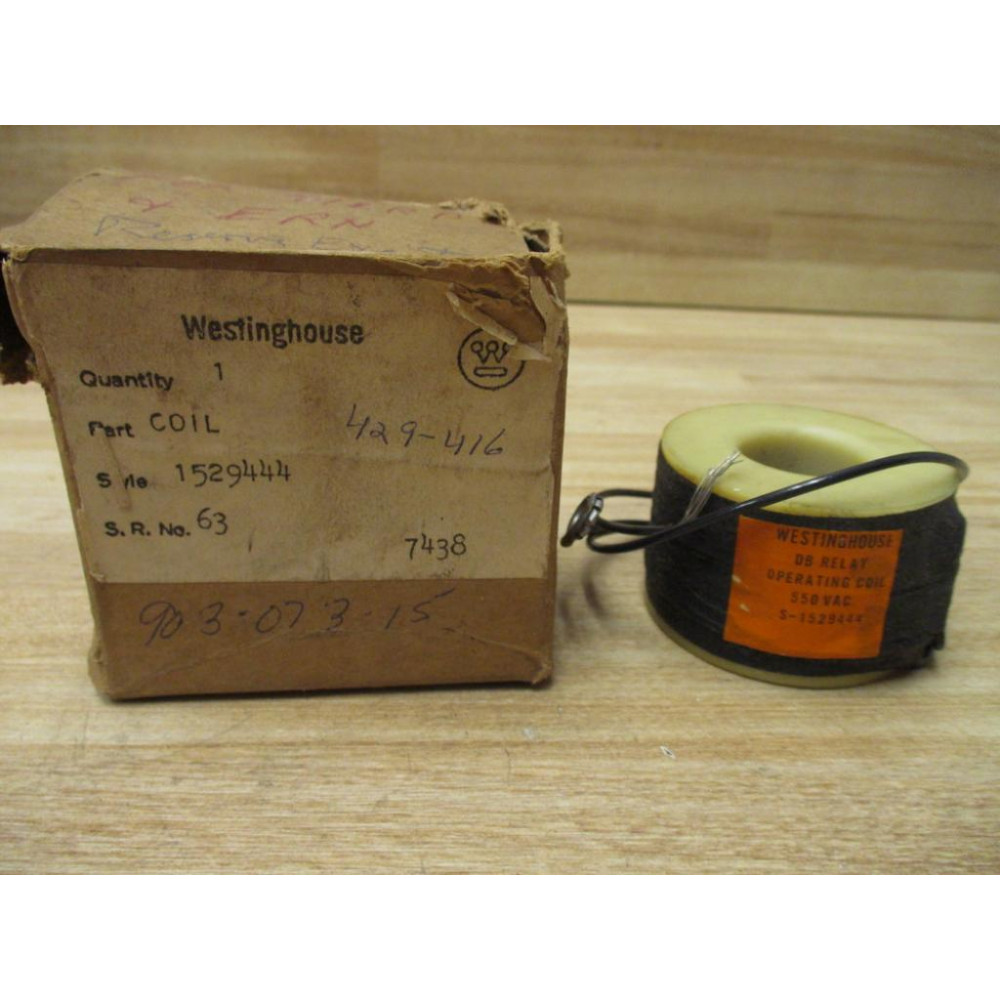 & ERN
Westinghouse
Quantity 1
Part COIL
429-416
Style 1529444
S. R. No. 63
7438
903-073-15
WESTINGHOUSE
DB RELAY
OPERATING COIL
550 VAC
S-1529444